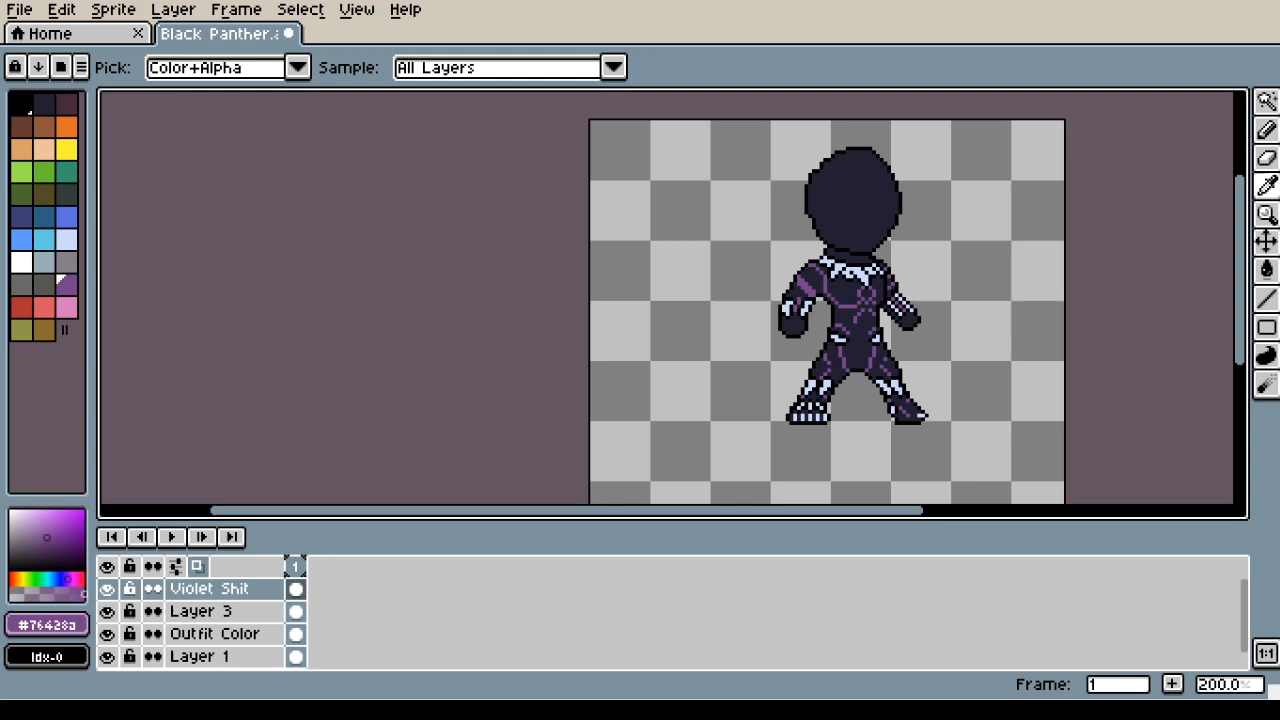 File Edit Sprite Layer Frame Select View Help
Home Black Panther.a
Pick: Color+Alpha Sample: All Layers
1
Violet Shit
Layer 3
Outfit Color
Layer 1
#76428a
Idx-0
1:1
Frame: 1 + 200.0%